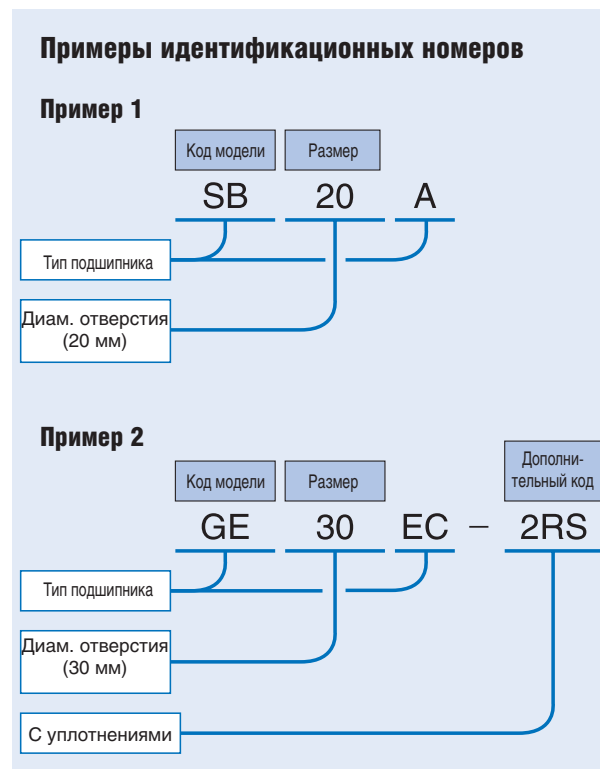 Примеры идентификационных номеров
Пример 1
Код модели Размер
SB 20 A
Тип подшипника
Диам. отверстия
(20 мм)
Пример 2
Код модели Размер Дополни-
тельный код
GE 30 EC – 2RS
Тип подшипника
Диам. отверстия
(30 мм)
С уплотнениями